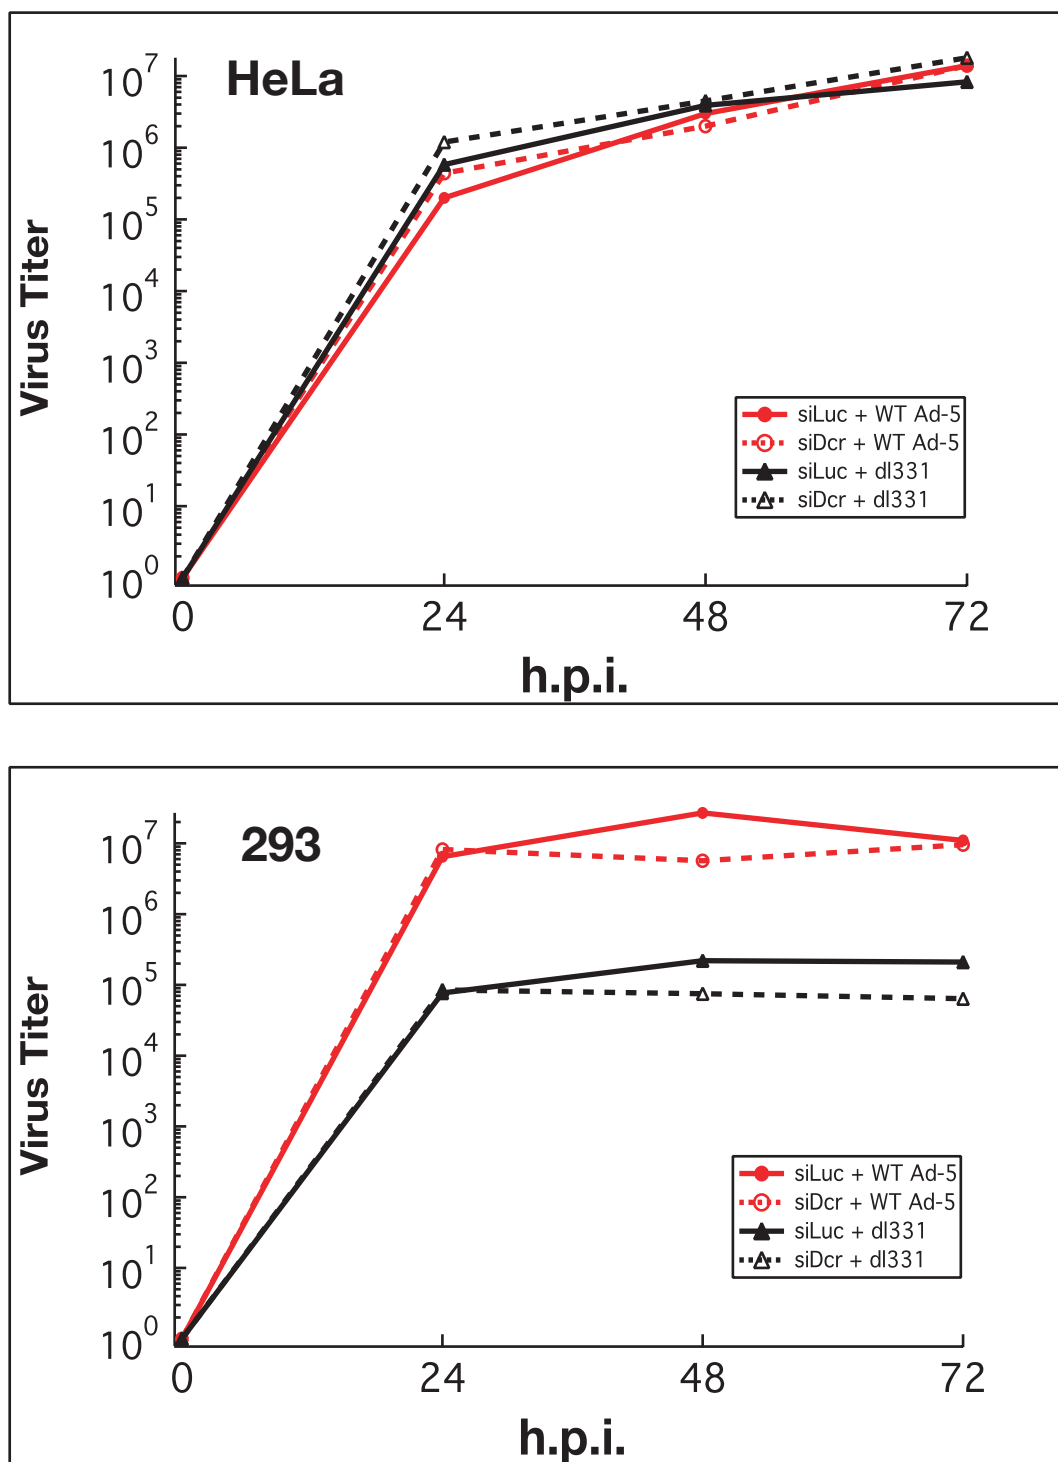 HeLa
Virus Titer
10^7
10^6
10^5
10^4
10^3
10^2
10^1
10^0
siLuc + WT Ad-5
siDcr + WT Ad-5
siLuc + dl331
siDcr + dl331
0 24 48 72
h.p.i.
293
Virus Titer
10^7
10^6
10^5
10^4
10^3
10^2
10^1
10^0
siLuc + WT Ad-5
siDcr + WT Ad-5
siLuc + dl331
siDcr + dl331
0 24 48 72
h.p.i.